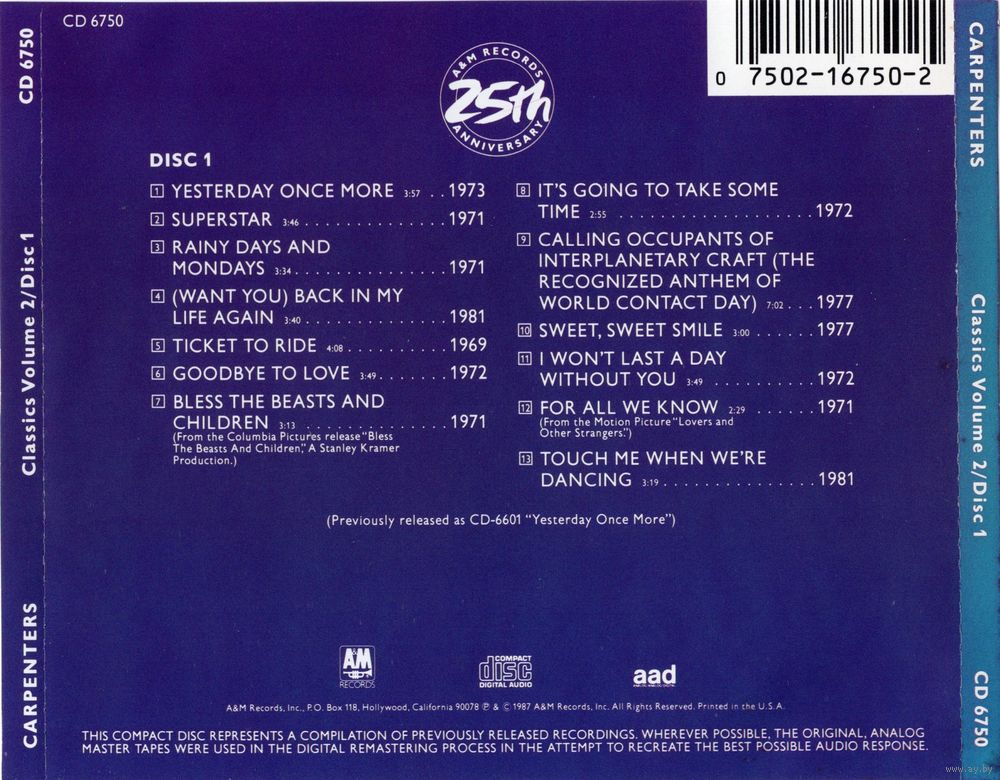 CD 6750
A&M RECORDS
25th
ANNIVERSARY
0 7502-16750-2
DISC 1
1 YESTERDAY ONCE MORE 3:57 ..1973
2 SUPERSTAR 3:46 ................1971
3 RAINY DAYS AND
MONDAYS 3:34 ................1971
4 (WANT YOU) BACK IN MY
LIFE AGAIN 3:40 ................1981
5 TICKET TO RIDE 4:08 ..........1969
6 GOODBYE TO LOVE 3:49 .......1972
7 BLESS THE BEASTS AND
CHILDREN 3:13 ................1971
(From the Columbia Pictures release "Bless
The Beasts And Children," A Stanley Kramer
Production.)
8 IT'S GOING TO TAKE SOME
TIME 2:55 ....................1972
9 CALLING OCCUPANTS OF
INTERPLANETARY CRAFT (THE
RECOGNIZED ANTHEM OF
WORLD CONTACT DAY) 7:02 ...1977
10 SWEET, SWEET SMILE 3:00 ......1977
11 I WON'T LAST A DAY
WITHOUT YOU 3:49 ..........1972
12 FOR ALL WE KNOW 2:29 ......1971
(From the Motion Picture "Lovers and
Other Strangers.")
13 TOUCH ME WHEN WE'RE
DANCING 3:19 ...............1981
(Previously released as CD-6601 "Yesterday Once More")
A&M
RECORDS
COMPACT
disc
DIGITAL AUDIO
aad
A&M Records, Inc., P.O. Box 118, Hollywood, California 90078 ℗ & © 1987 A&M Records, Inc. All Rights Reserved. Printed in the U.S.A.
THIS COMPACT DISC REPRESENTS A COMPILATION OF PREVIOUSLY RELEASED RECORDINGS. WHEREVER POSSIBLE, THE ORIGINAL, ANALOG
MASTER TAPES WERE USED IN THE DIGITAL REMASTERING PROCESS IN THE ATTEMPT TO RECREATE THE BEST POSSIBLE AUDIO RESPONSE.
CARPENTERS Classics Volume 2/Disc 1 CD 6750
CARPENTERS Classics Volume 2/Disc 1 CD 6750
www.ay.by